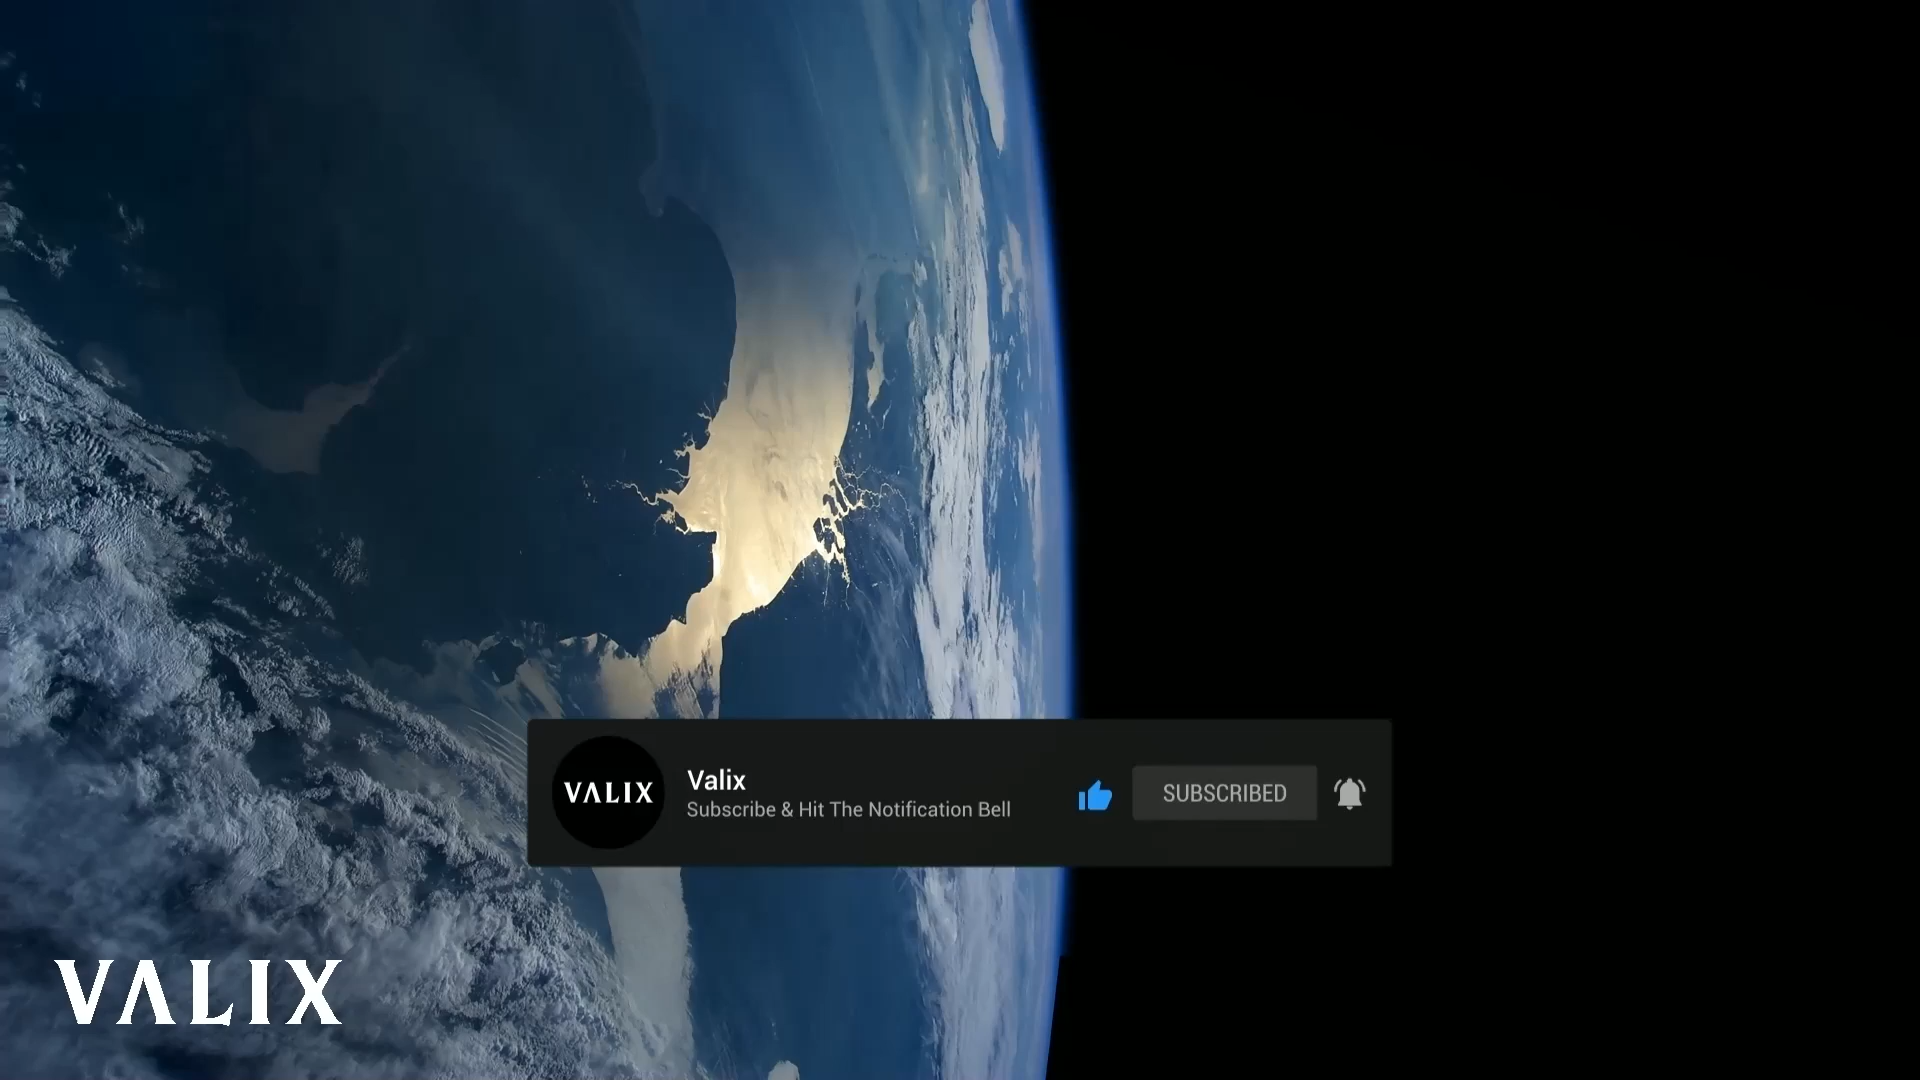 VALIX
Valix
Subscribe & Hit The Notification Bell
SUBSCRIBED
VALIX